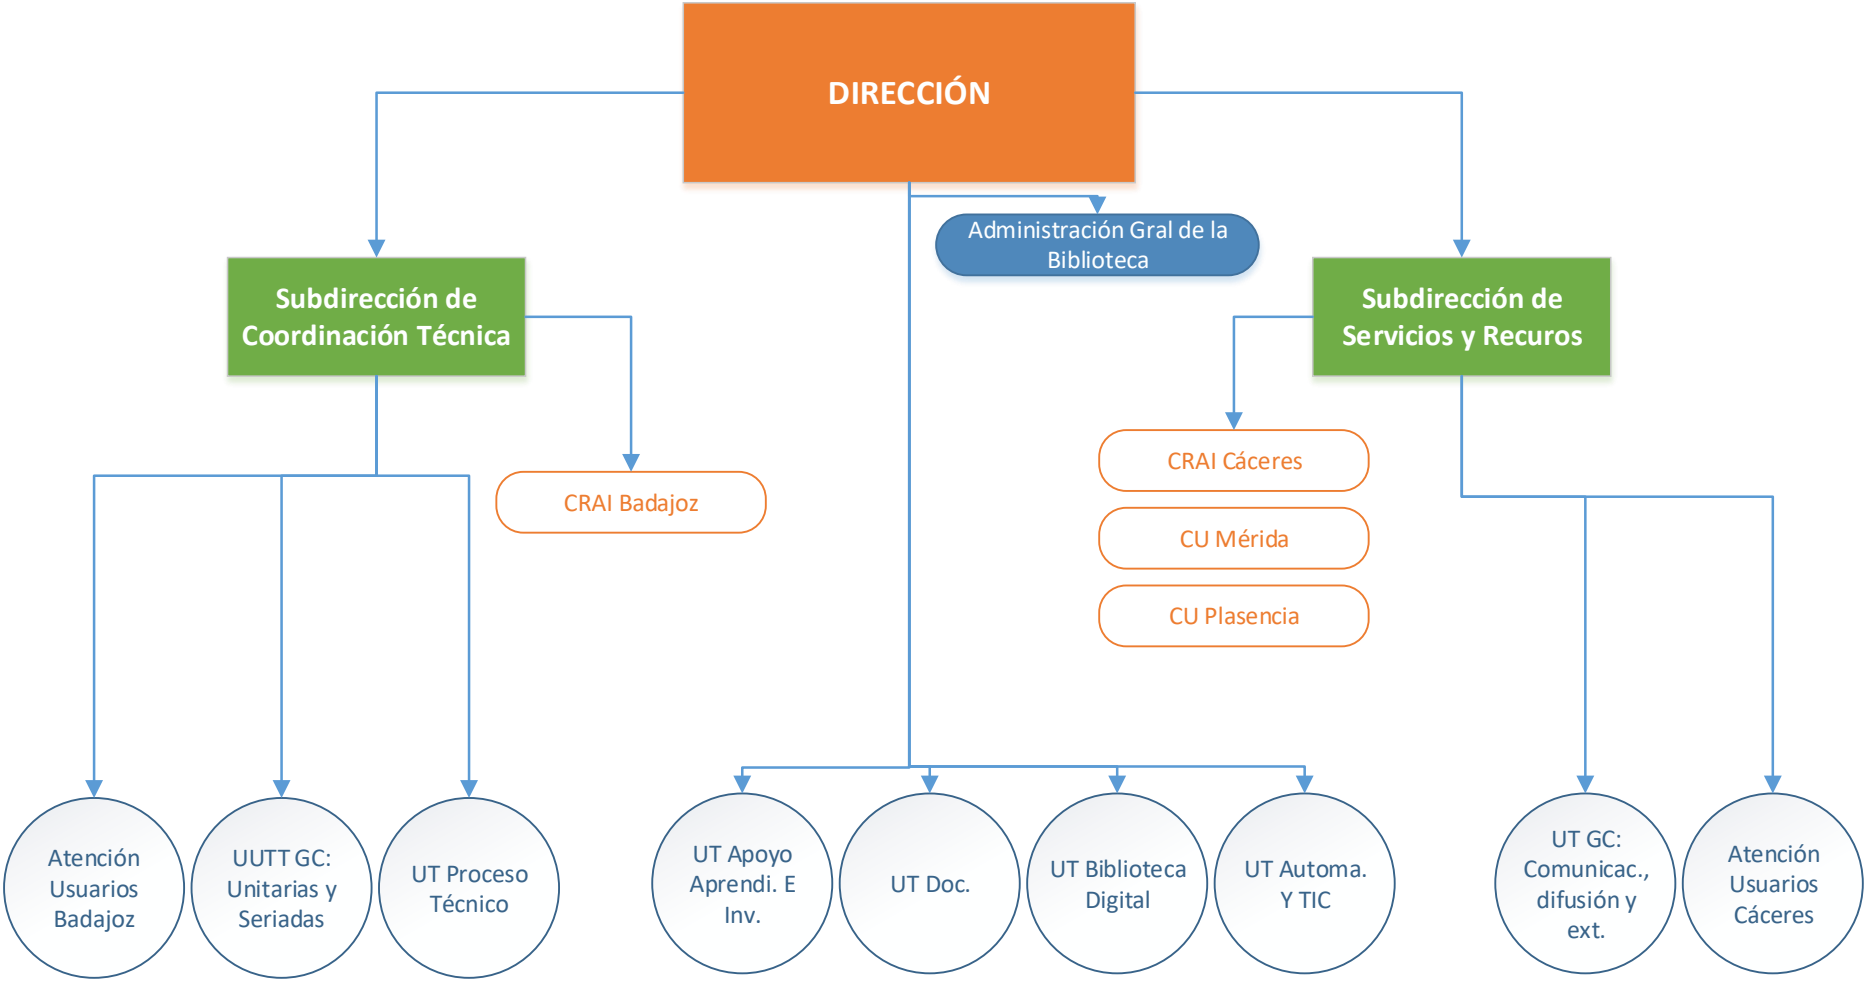 DIRECCIÓN
Administración Gral de la
Biblioteca
Subdirección de
Coordinación Técnica
Subdirección de
Servicios y Recuros
CRAI Badajoz
CRAI Cáceres
CU Mérida
CU Plasencia
Atención
Usuarios
Badajoz
UUTT GC:
Unitarias y
Seriadas
UT Proceso
Técnico
UT Apoyo
Aprendi. E
Inv.
UT Doc.
UT Biblioteca
Digital
UT Automa.
Y TIC
UT GC:
Comunicac.,
difusión y
ext.
Atención
Usuarios
Cáceres